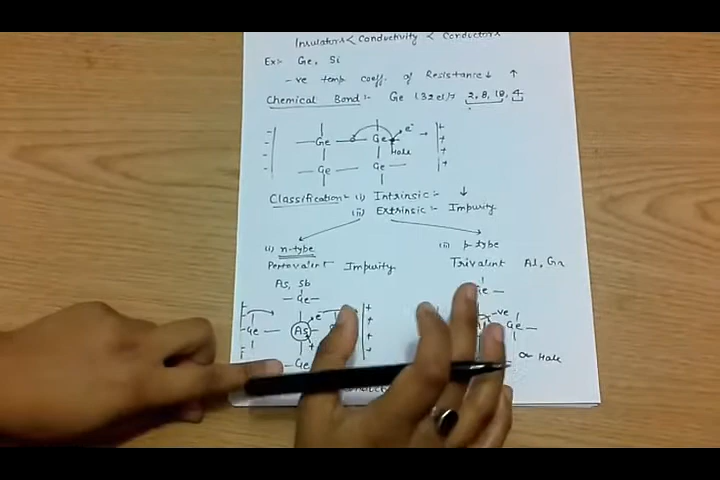 Insulators < Conductivity < Conductors
Ex:- Ge, Si
-ve temp coeff. of Resistance ↓ ↑
Chemical Bond :- Ge (32 el) → 2, 8, 18, 4
- - - - Ge Ge e- → + + + +
Hole
Ge Ge
Classification :- (i) Intrinsic :- ↓
(ii) Extrinsic :- Impurity
(i) n-type (ii) p-type
Pentavalent Impurity Trivalent Al, Ga
As, Sb
Ge Ge
Ge As e- + Ge -ve
+ + + +
Ge Hole